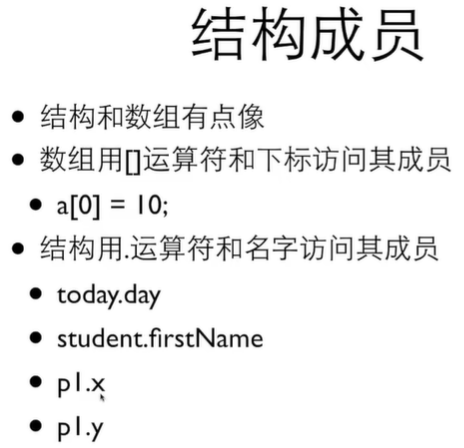 结构成员
结构和数组有点像
数组用[]运算符和下标访问其成员
a[0] = 10;
结构用.运算符和名字访问其成员
today.day
student.firstName
p1.x
p1.y